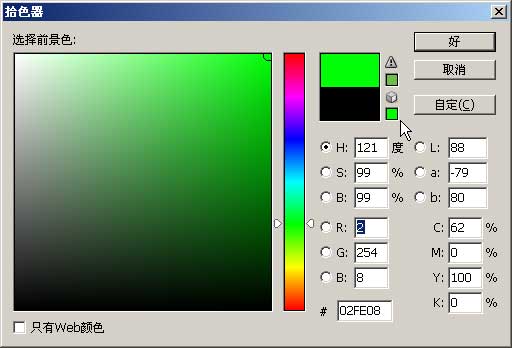 拾色器
选择前景色:
好
取消
自定(C)
H: 121 度
S: 99 %
B: 99 %
R: 2
G: 254
B: 8
L: 88
a: -79
b: 80
C: 62 %
M: 0 %
Y: 100 %
K: 0 %
# 02FE08
只有Web颜色